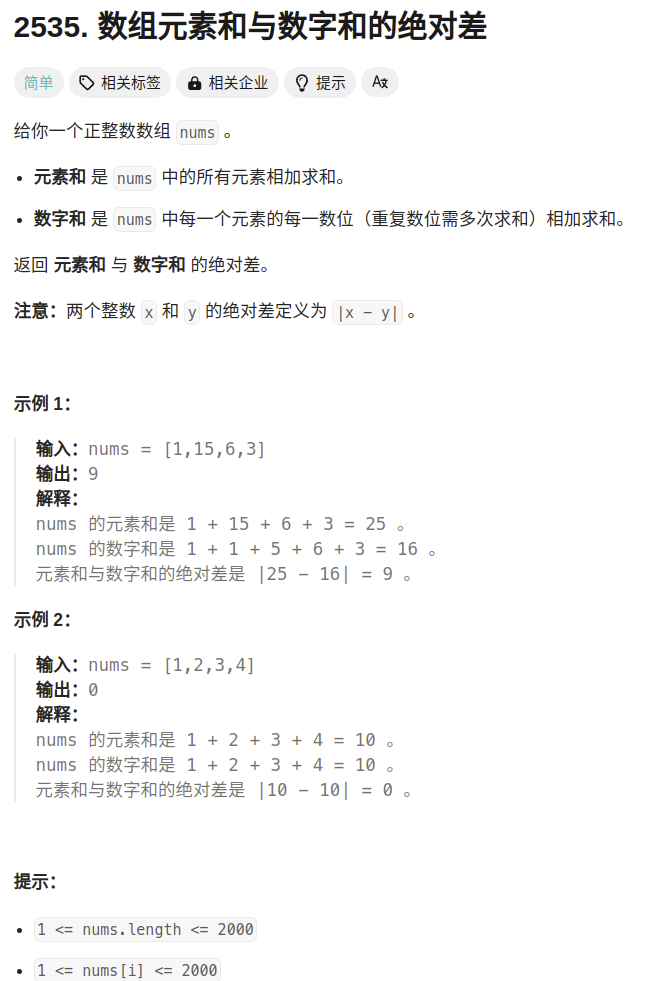 2535. 数组元素和与数字和的绝对差
简单 相关标签 相关企业 提示 A文
给你一个正整数数组 nums 。
• 元素和 是 nums 中的所有元素相加求和。
• 数字和 是 nums 中每一个元素的每一数位（重复数位需多次求和）相加求和。
返回 元素和 与 数字和 的绝对差。
注意：两个整数 x 和 y 的绝对差定义为 |x - y| 。
示例 1：
输入：nums = [1,15,6,3]
输出：9
解释：
nums 的元素和是 1 + 15 + 6 + 3 = 25 。
nums 的数字和是 1 + 1 + 5 + 6 + 3 = 16 。
元素和与数字和的绝对差是 |25 - 16| = 9 。
示例 2：
输入：nums = [1,2,3,4]
输出：0
解释：
nums 的元素和是 1 + 2 + 3 + 4 = 10 。
nums 的数字和是 1 + 2 + 3 + 4 = 10 。
元素和与数字和的绝对差是 |10 - 10| = 0 。
提示：
• 1 <= nums.length <= 2000
• 1 <= nums[i] <= 2000